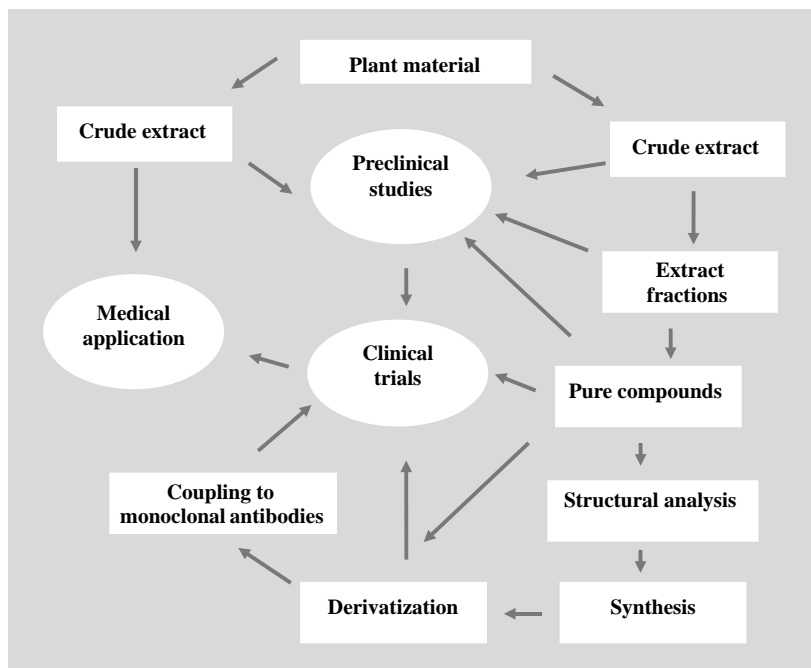 Plant material
Crude extract
Crude extract
Preclinical
studies
Extract
fractions
Medical
application
Clinical
trials
Pure compounds
Coupling to
monoclonal antibodies
Structural analysis
Derivatization
Synthesis